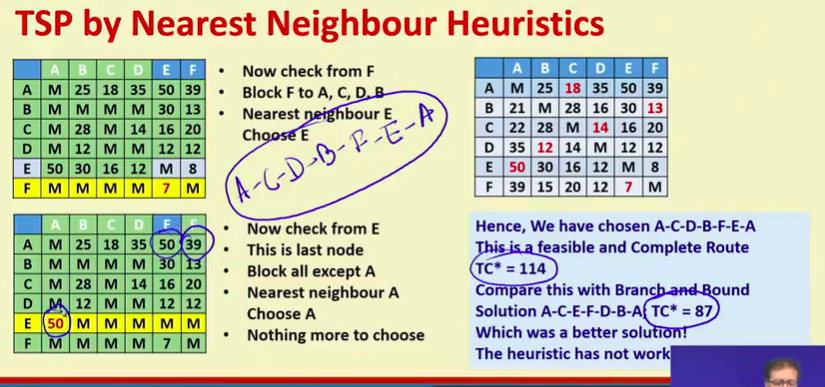 TSP by Nearest Neighbour Heuristics
A B C D E F
A M 25 18 35 50 39
B M M M M 30 13
C M 28 M 14 16 20
D M 12 M M 12 12
E 50 30 16 12 M 8
F M M M M 7 M
• Now check from F
• Block F to A, C, D, B
• Nearest neighbour E
Choose E
A-C-D-B-F-E-A
A B C D E
A M 25 18 35 50 39
B M M M M 30 13
C M 28 M 14 16 20
D M 12 M M 12 12
E 50 M M M M M
F M M M M 7 M
• Now check from E
• This is last node
• Block all except A
• Nearest neighbour A
Choose A
• Nothing more to choose
A B C D E F
A M 25 18 35 50 39
B 21 M 28 16 30 13
C 22 28 M 14 16 20
D 35 12 14 M 12 12
E 50 30 16 12 M 8
F 39 15 20 12 7 M
Hence, We have chosen A-C-D-B-F-E-A
This is a feasible and Complete Route
TC* = 114
Compare this with Branch and Bound
Solution A-C-E-F-D-B-A, TC* = 87
Which was a better solution!
The heuristic has not work